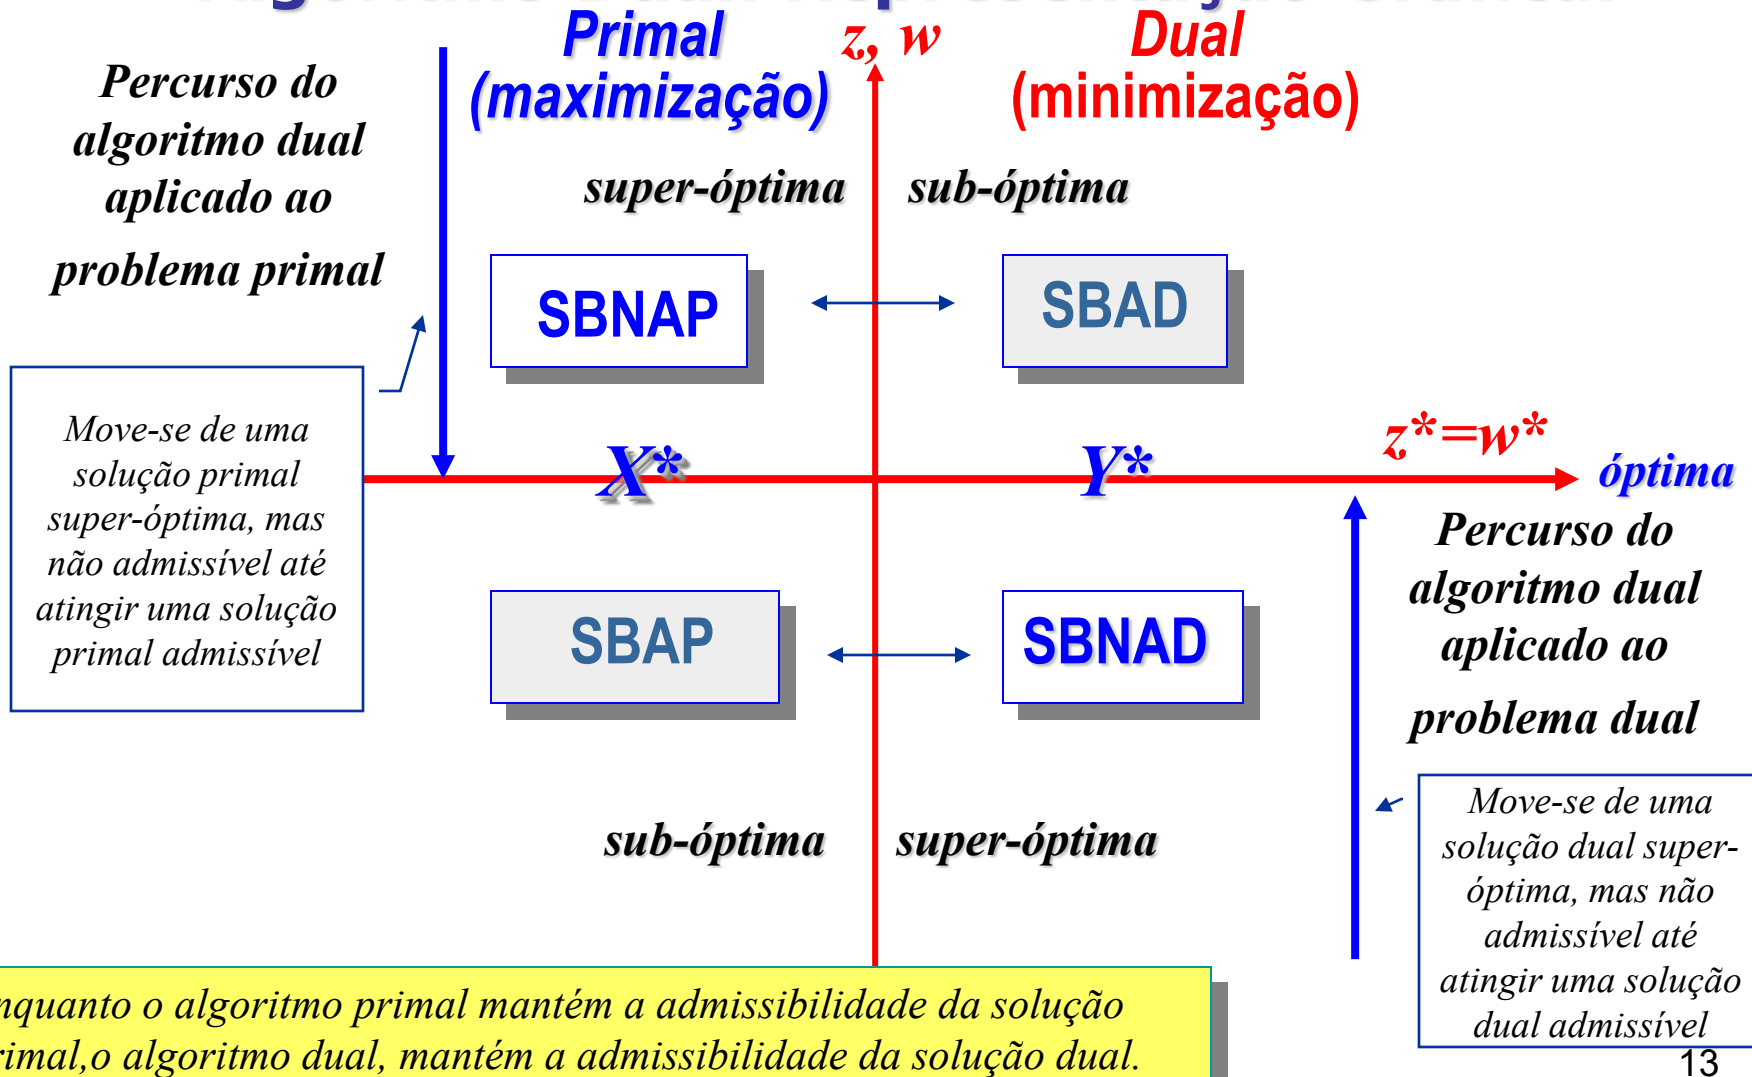 Primal
(maximização)
z, w
Dual
(minimização)
Percurso do
algoritmo dual
aplicado ao
problema primal
super-óptima
sub-óptima
SBNAP
SBAD
Move-se de uma
solução primal
super-óptima, mas
não admissível até
atingir uma solução
primal admissível
X*
Y*
z*=w*
óptima
Percurso do
algoritmo dual
aplicado ao
problema dual
SBAP
SBNAD
sub-óptima
super-óptima
Move-se de uma
solução dual super-
óptima, mas não
admissível até
atingir uma solução
dual admissível
nquanto o algoritmo primal mantém a admissibilidade da solução
rimal,o algoritmo dual, mantém a admissibilidade da solução dual.
13